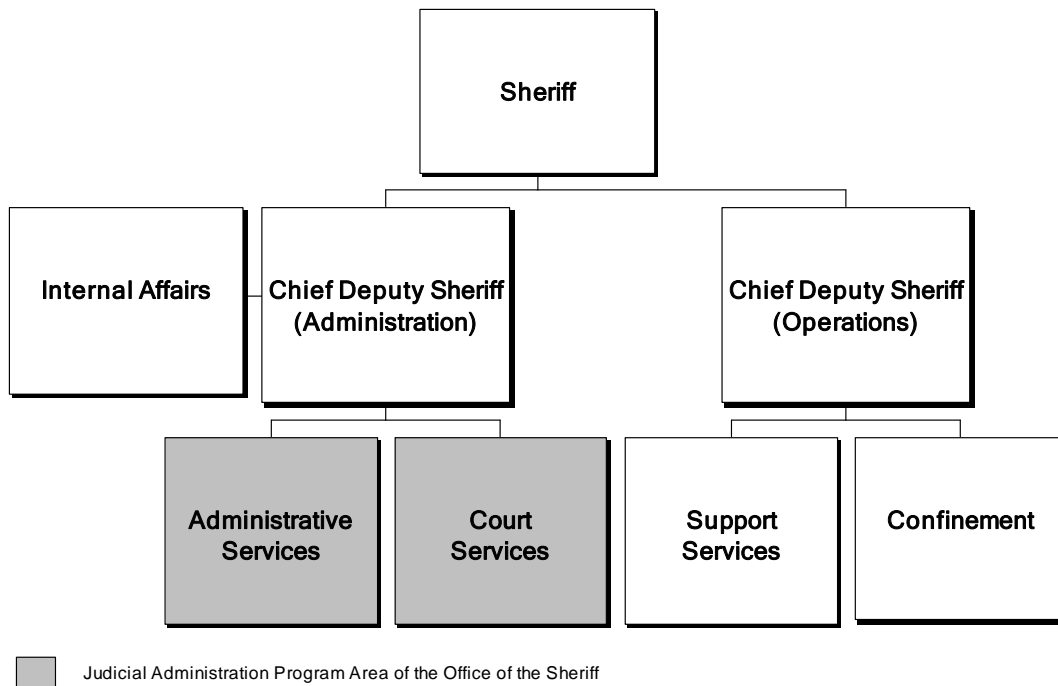 Sheriff
Internal Affairs
Chief Deputy Sheriff
(Administration)
Chief Deputy Sheriff
(Operations)
Administrative
Services
Court
Services
Support
Services
Confinement
Judicial Administration Program Area of the Office of the Sheriff